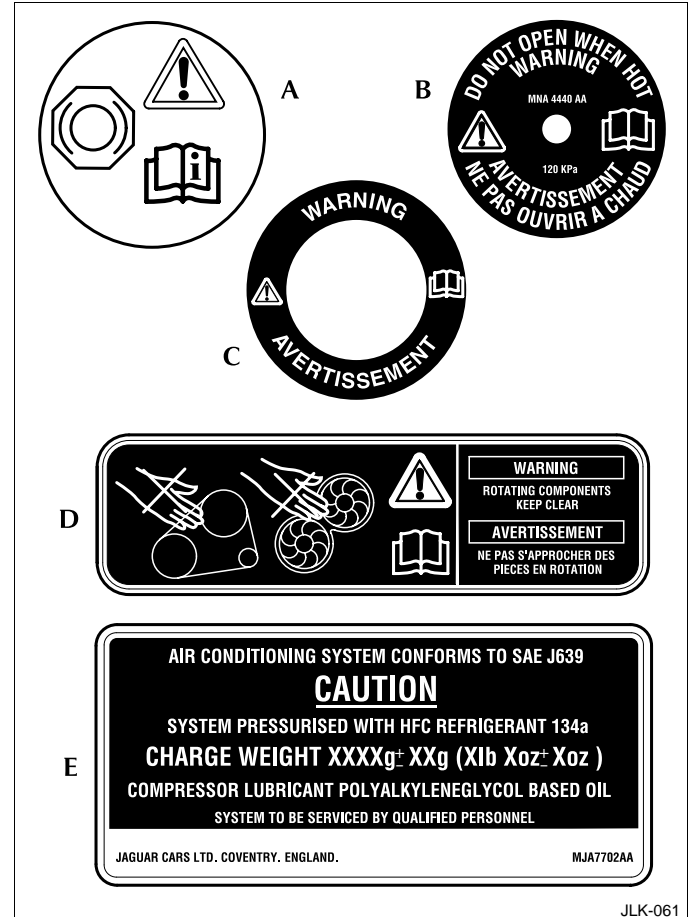 A
B
DO NOT OPEN WHEN HOT
WARNING
MNA 4440 AA
120 KPa
AVERTISSEMENT
NE PAS OUVRIR A CHAUD
i
WARNING
C
AVERTISSEMENT
D
WARNING
ROTATING COMPONENTS
KEEP CLEAR
AVERTISSEMENT
NE PAS S'APPROCHER DES
PIECES EN ROTATION
E
AIR CONDITIONING SYSTEM CONFORMS TO SAE J639
CAUTION
SYSTEM PRESSURISED WITH HFC REFRIGERANT 134a
CHARGE WEIGHT XXXXg± XXg (Xlb Xoz± Xoz )
COMPRESSOR LUBRICANT POLYALKYLENEGLYCOL BASED OIL
SYSTEM TO BE SERVICED BY QUALIFIED PERSONNEL
JAGUAR CARS LTD. COVENTRY. ENGLAND.
MJA7702AA
JLK-061